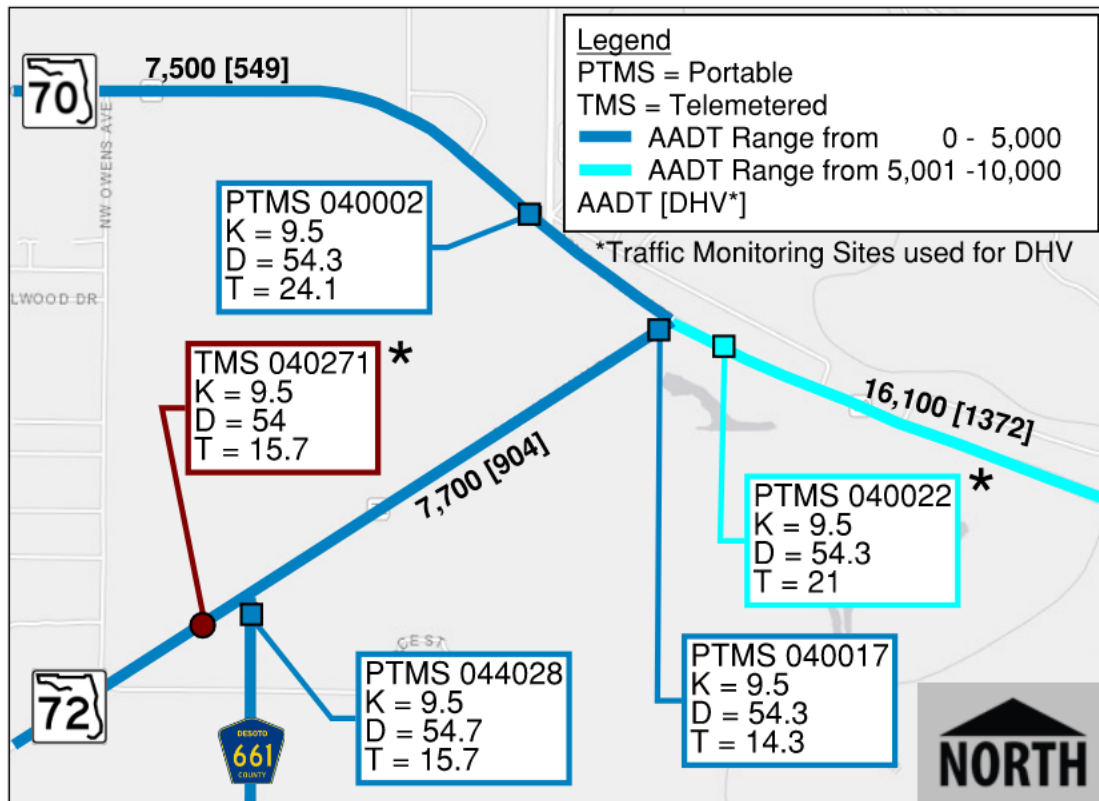 70
7,500 [549]
NW OWENS AVE
Legend
PTMS = Portable
TMS = Telemetered
AADT Range from 0 - 5,000
AADT Range from 5,001 -10,000
AADT [DHV*]
*Traffic Monitoring Sites used for DHV
PTMS 040002
K = 9.5
D = 54.3
T = 24.1
LWOOD DR
TMS 040271 *
K = 9.5
D = 54
T = 15.7
7,700 [904]
16,100 [1372]
PTMS 040022 *
K = 9.5
D = 54.3
T = 21
CE ST
PTMS 044028
K = 9.5
D = 54.7
T = 15.7
PTMS 040017
K = 9.5
D = 54.3
T = 14.3
72
DESOTO
661
COUNTY
NORTH